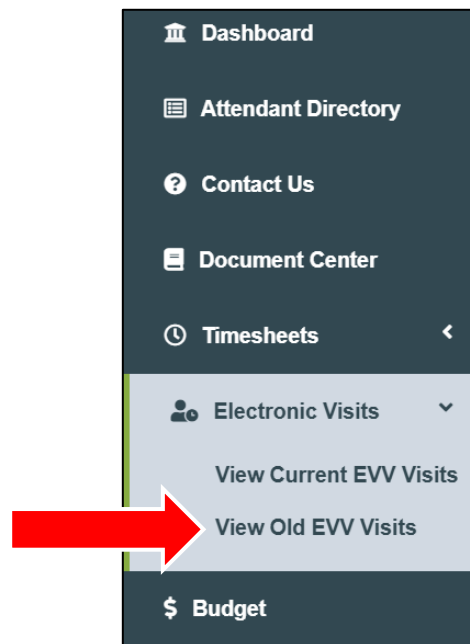 Dashboard
Attendant Directory
Contact Us
Document Center
Timesheets
Electronic Visits
View Current EVV Visits
View Old EVV Visits
$ Budget